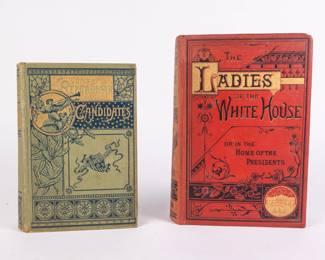 CANDIDATES
THE
LADIES
OF THE
WHITE HOUSE
OR IN THE
HOME OF THE
PRESIDENTS